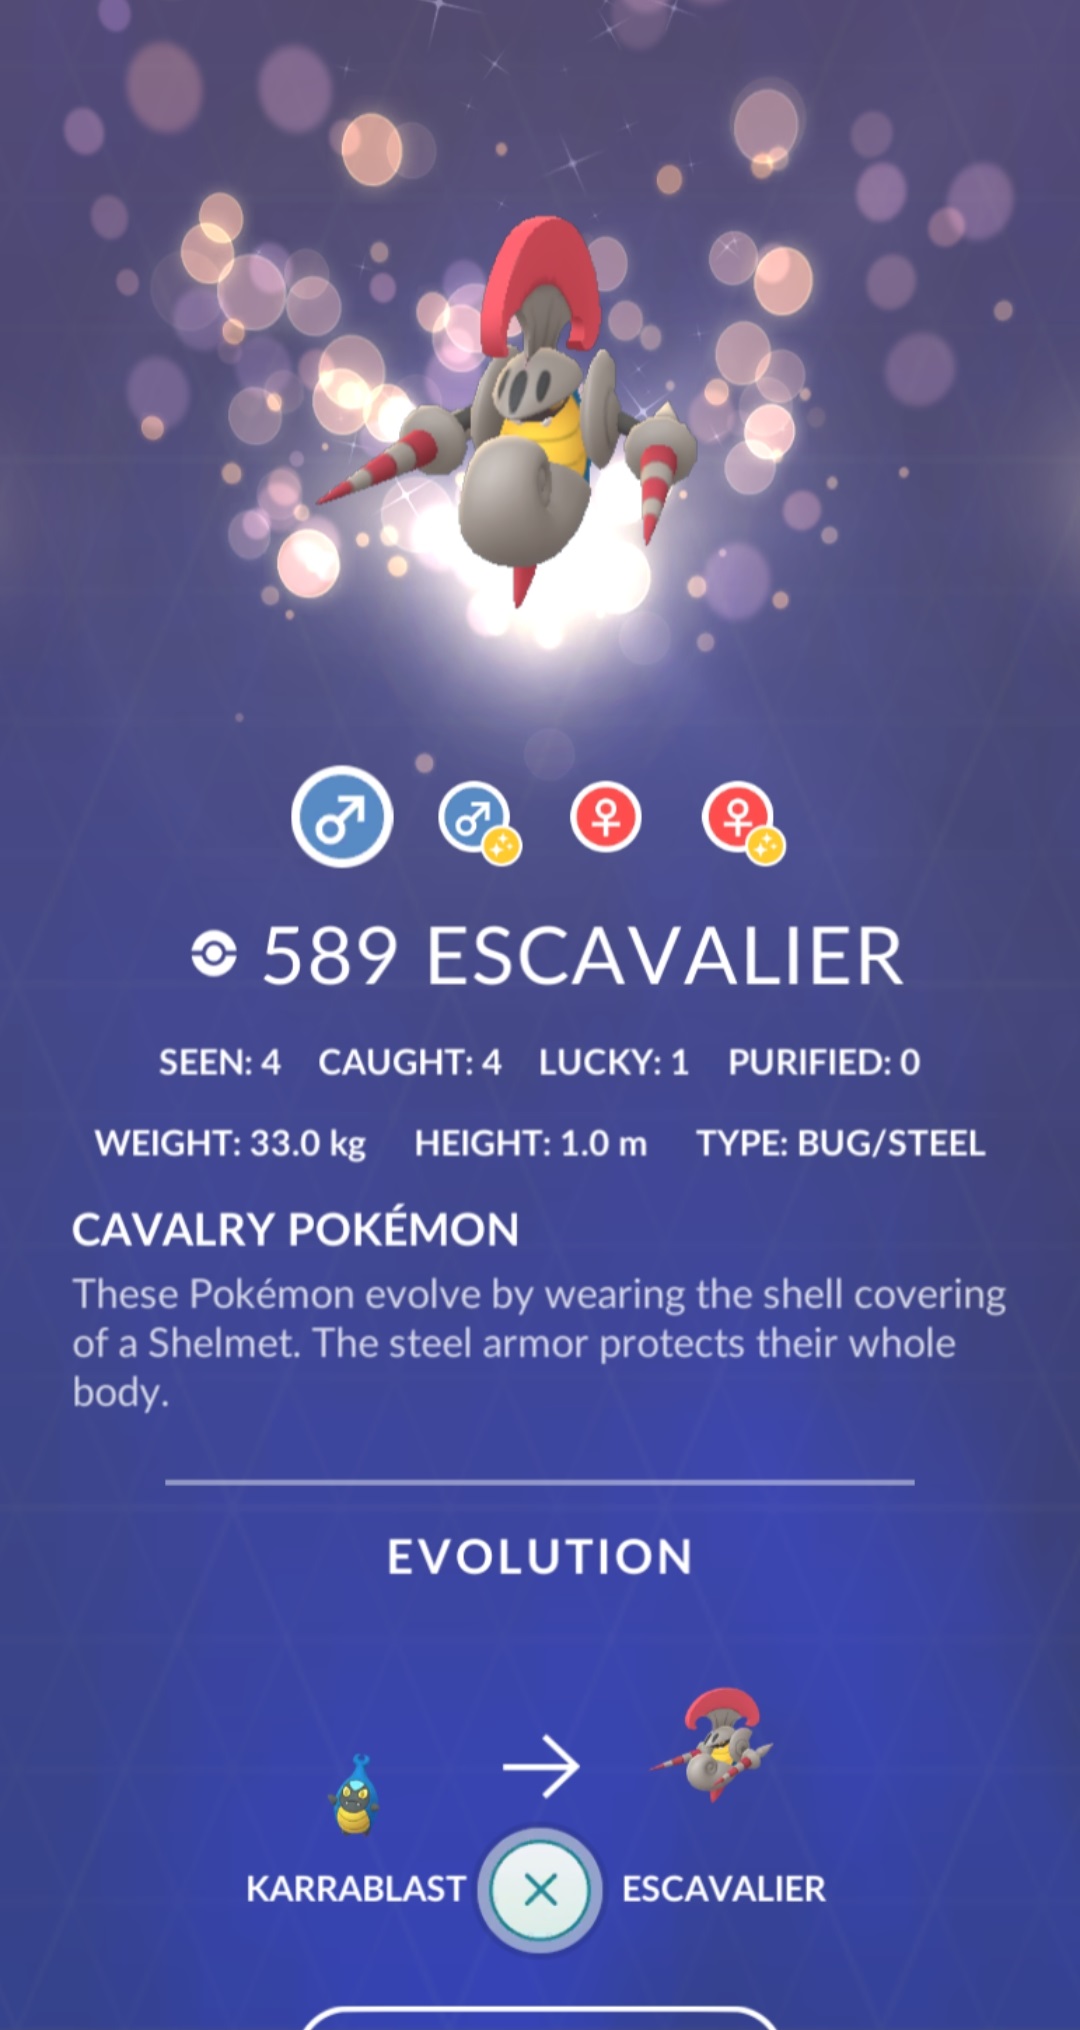 589 ESCAVALIER
SEEN: 4 CAUGHT: 4 LUCKY: 1 PURIFIED: 0
WEIGHT: 33.0 kg HEIGHT: 1.0 m TYPE: BUG/STEEL
CAVALRY POKÉMON
These Pokémon evolve by wearing the shell covering
of a Shelmet. The steel armor protects their whole
body.
EVOLUTION
KARRABLAST ESCAVALIER